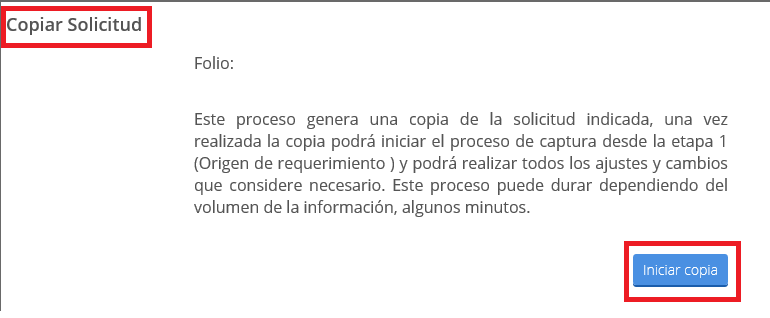 Copiar Solicitud
Folio:
Este proceso genera una copia de la solicitud indicada, una vez
realizada la copia podrá iniciar el proceso de captura desde la etapa 1
(Origen de requerimiento ) y podrá realizar todos los ajustes y cambios
que considere necesario. Este proceso puede durar dependiendo del
volumen de la información, algunos minutos.
Iniciar copia